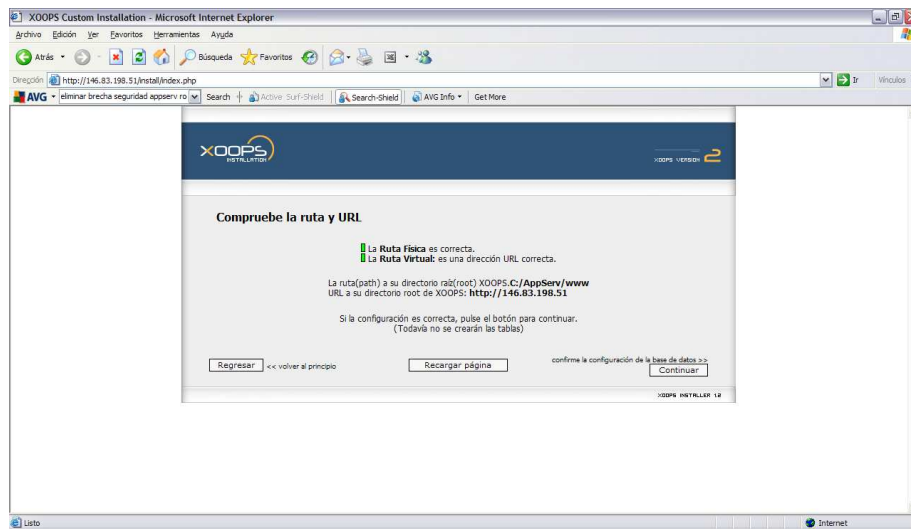 XOOPS Custom Installation - Microsoft Internet Explorer
Archivo Edición Ver Favoritos Herramientas Ayuda
Atrás Búsqueda Favoritos
Dirección http://146.83.198.51/install/index.php Ir Vínculos
AVG eliminar brecha seguridad appserv ro Search Active Surf-Shield Search-Shield AVG Info Get More
XOOPS
INSTALLATION
XOOPS VERSION 2
Compruebe la ruta y URL
La Ruta Física es correcta.
La Ruta Virtual: es una dirección URL correcta.
La ruta(path) a su directorio raíz(root) XOOPS.C:/AppServ/www
URL a su directorio root de XOOPS: http://146.83.198.51
Si la configuración es correcta, pulse el botón para continuar.
(Todavía no se crearán las tablas)
confirme la configuración de la base de datos >>
Regresar << volver al principio Recargar página Continuar
XOOPS INSTALLER 1.2
Listo Internet